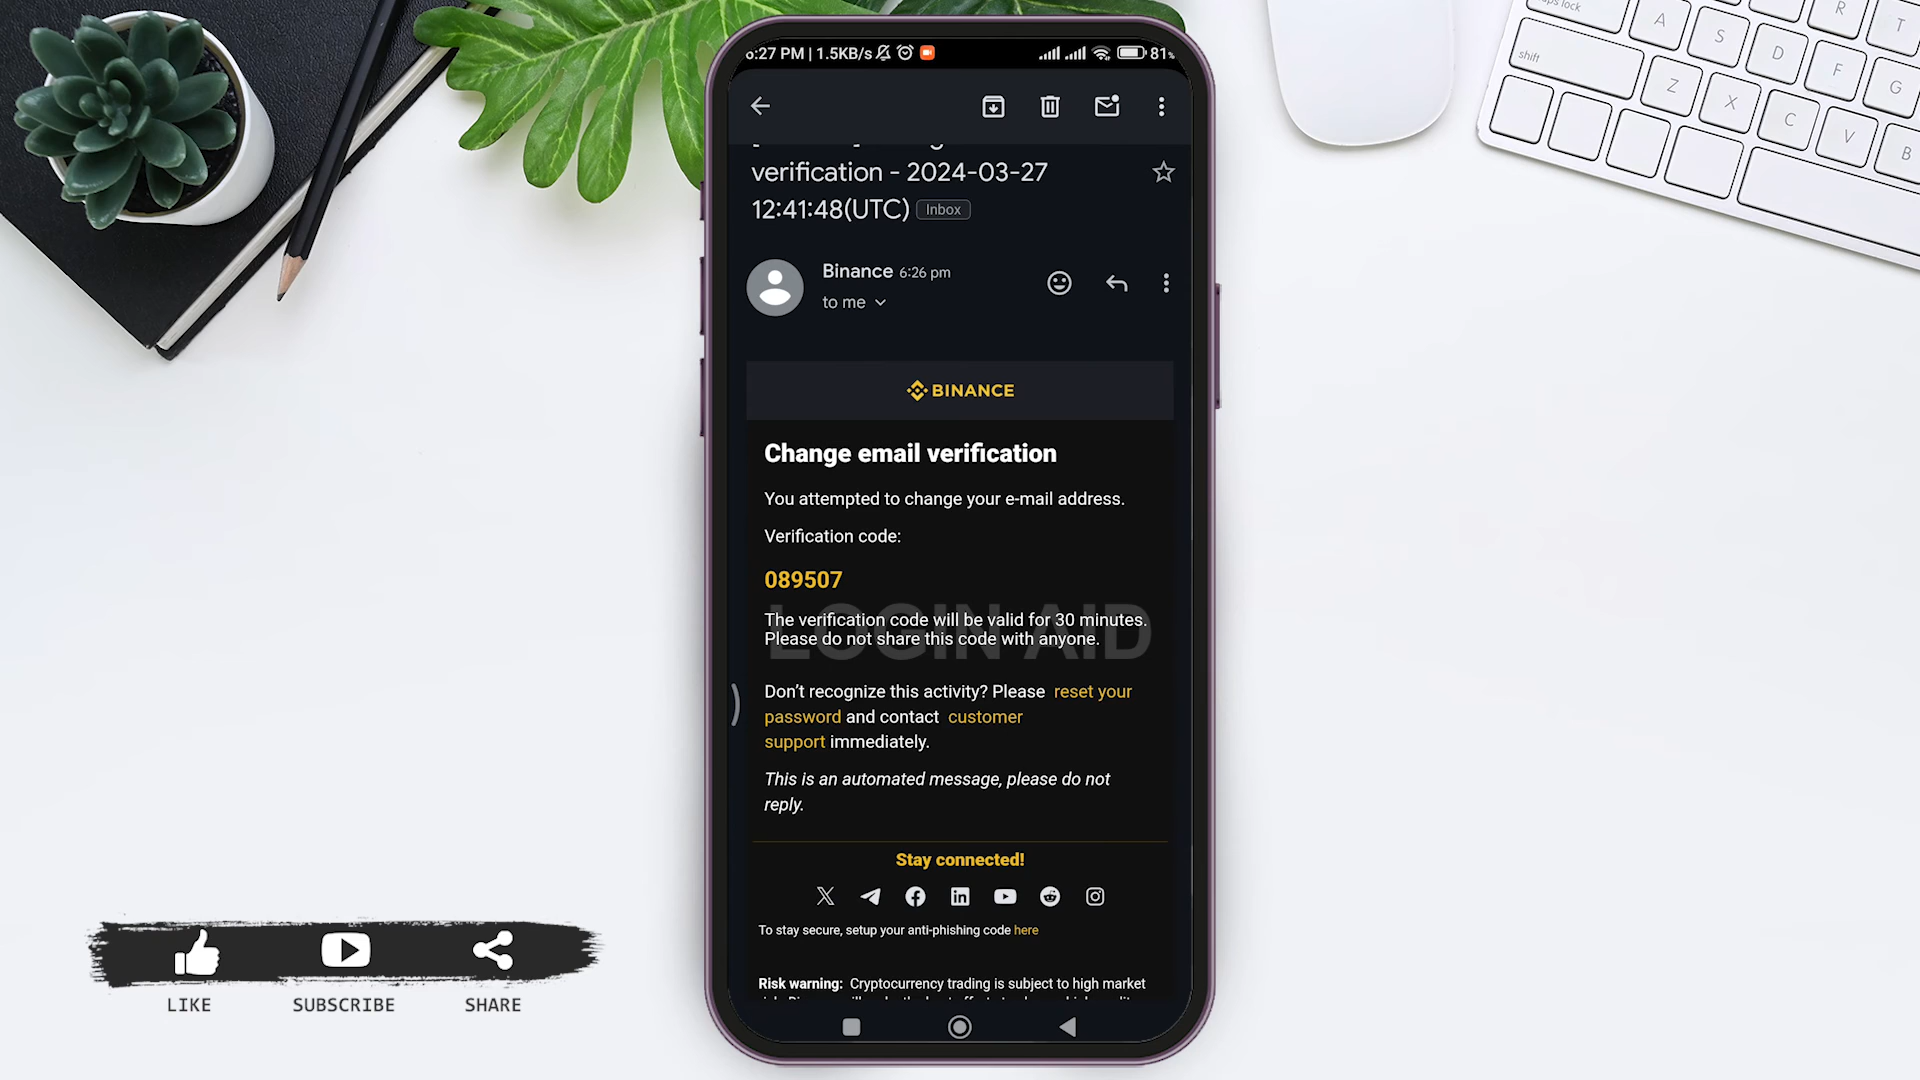 6:27 PM | 1.5KB/s
81%
verification - 2024-03-27
12:41:48(UTC) Inbox
Binance 6:26 pm
to me
BINANCE
Change email verification
You attempted to change your e-mail address.
Verification code:
089507
The verification code will be valid for 30 minutes.
Please do not share this code with anyone.
LOGIN AID
Don't recognize this activity? Please reset your
password and contact customer
support immediately.
This is an automated message, please do not
reply.
Stay connected!
To stay secure, setup your anti-phishing code here
Risk warning: Cryptocurrency trading is subject to high market
LIKE
SUBSCRIBE
SHARE
caps lock
shift
A
S
D
F
G
R
T
Z
X
C
V
B